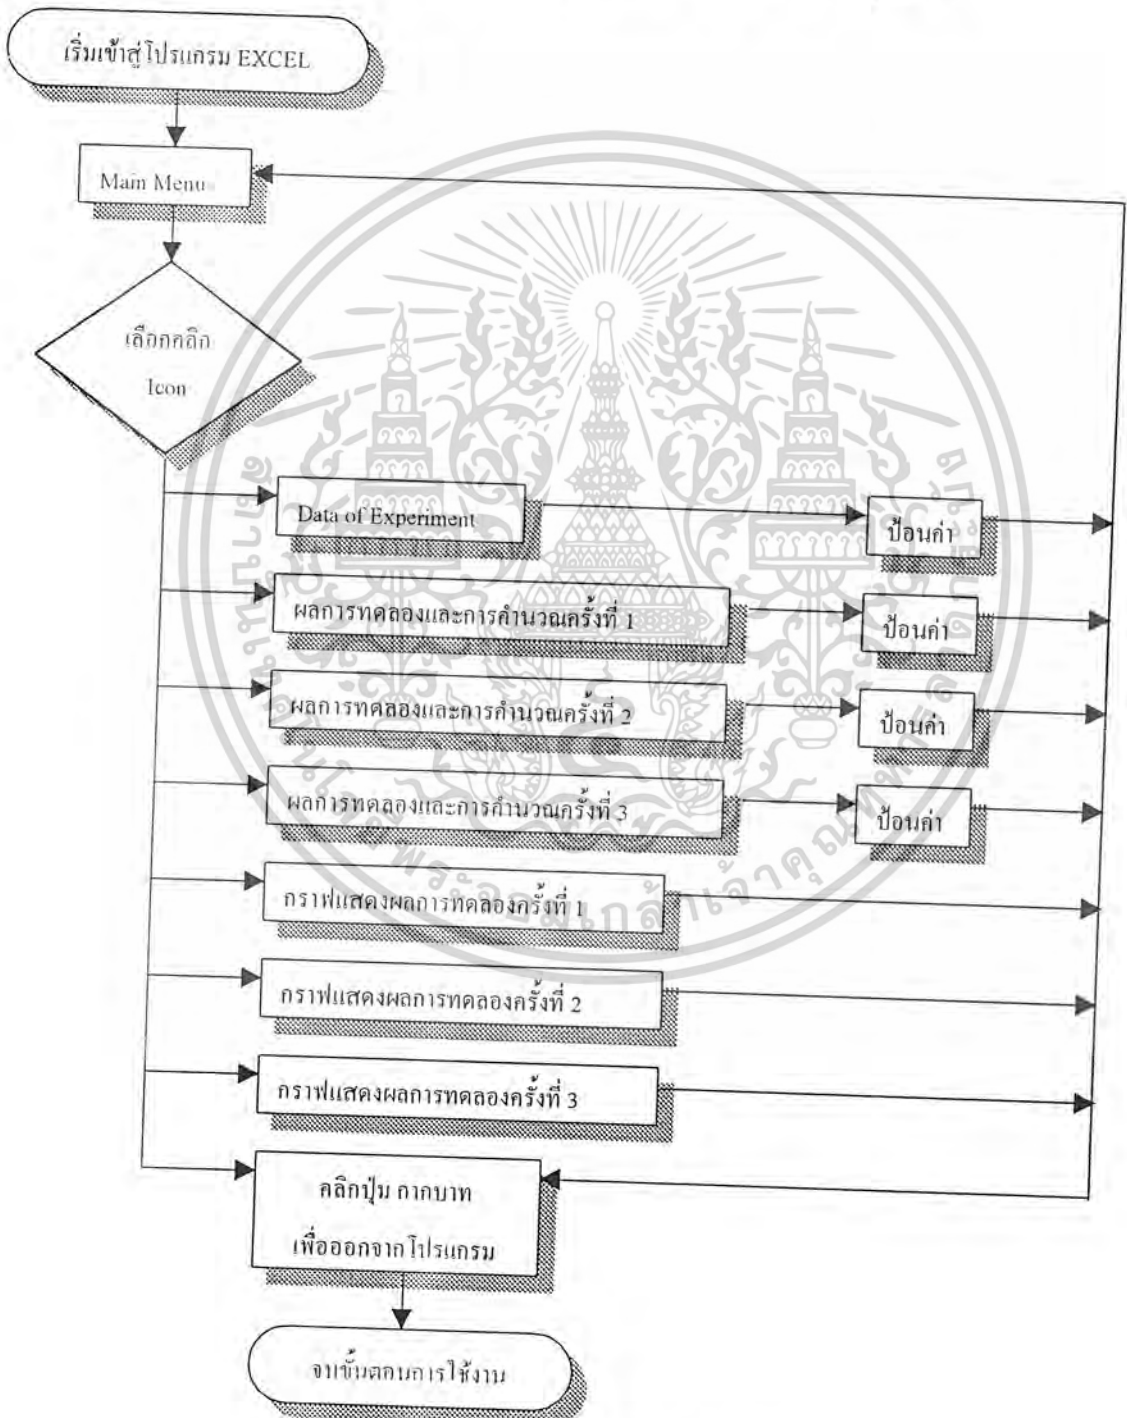 เริ่มเข้าสู่โปรแกรม EXCEL
Main Menu
เลือกคลิก
Icon
Data of Experiment
ป้อนค่า
ผลการทดลองและการคำนวณครั้งที่ 1
ป้อนค่า
ผลการทดลองและการคำนวณครั้งที่ 2
ป้อนค่า
ผลการทดลองและการคำนวณครั้งที่ 3
ป้อนค่า
กราฟแสดงผลการทดลองครั้งที่ 1
กราฟแสดงผลการทดลองครั้งที่ 2
กราฟแสดงผลการทดลองครั้งที่ 3
คลิกปุ่ม กากบาท
เพื่อออกจากโปรแกรม
จบขั้นตอนการใช้งาน